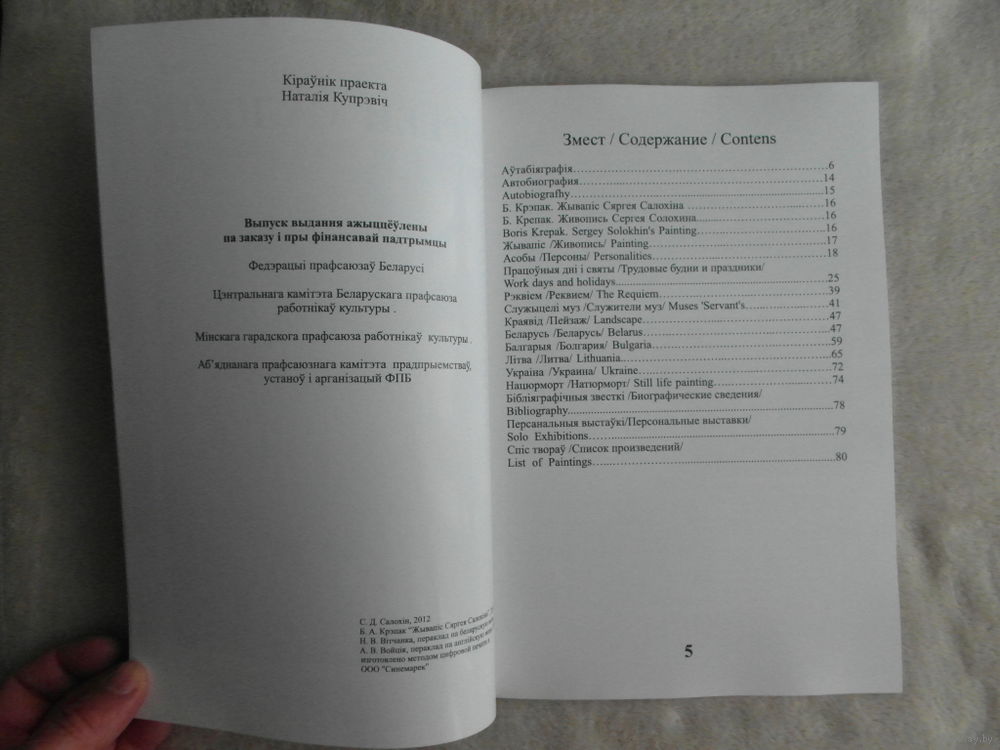 Кіраўнік праекта
Наталія Купрэвіч
Выпуск выдання ажыццёўлены
па заказу і пры фінансавай падтрымцы
Федэрацыі прафсаюзаў Беларусі
Цэнтральнага камітэта Беларускага прафсаюза
работнікаў культуры .
Мінскага гарадскога прафсаюза работнікаў культуры .
Аб'яднанага прафсаюзнага камітэта прадпрыемстваў,
устаноў і арганізацый ФПБ
С. Д. Салохін, 2012
Б. А. Крэпак "Жывапіс Сяргея Салохіна"
Н. В. Вітчанка, пераклад на беларускую
А. В. Войцік, пераклад на англійскую
изготовлено методом цифровой печати
ООО "Синемарек"
Змест / Содержание / Contens
Аўтабіяграфія....................6
Автобиография....................14
Autobiografhy....................15
Б. Крэпак. Жывапіс Сяргея Салохіна ....................16
Б. Крепак. Живопись Сергея Солохина....................16
Boris Krepak. Sergey Solokhin's Painting....................16
Жывапіс /Живопись/ Painting....................17
Асобы /Персоны/ Personalities....................18
Працоўныя дні і святы /Трудовые будни и праздники/
Work days and holidays....................25
Рэквіем /Реквием/ The Requiem....................39
Служыцелі муз /Служители муз/ Muses 'Servant's....................41
Краявід /Пейзаж/ Landscape....................47
Беларусь /Беларусь/ Belarus....................47
Балгарыя /Болгария/ Bulgaria....................59
Літва /Литва/ Lithuania....................65
Украіна /Украина/ Ukraine....................72
Нацюрморт /Натюрморт/ Still life painting....................74
Бібліяграфічныя звесткі /Биографические сведения/
Bibliography....................78
Персанальныя выстаўкі/Персональные выставки/
Solo Exhibitions....................79
Спіс твораў /Список произведений/
List of Paintings....................80
5
ay.by